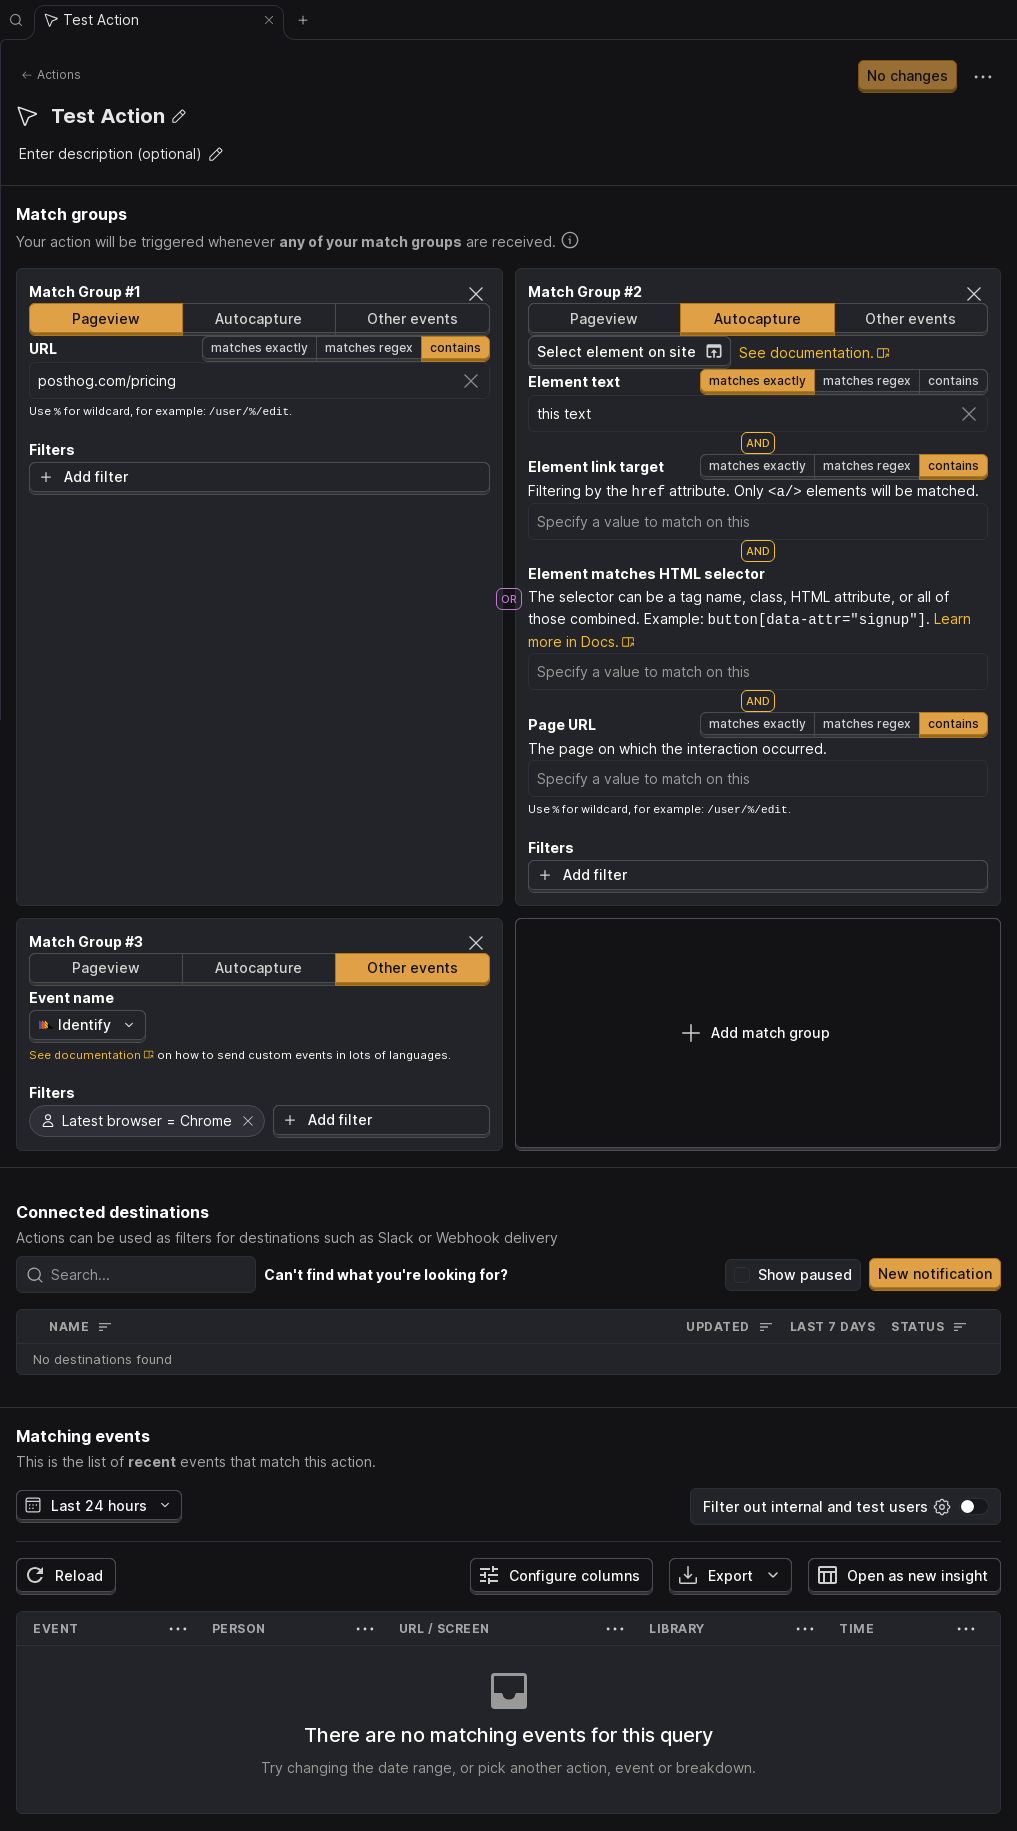 Test Action
Actions
No changes
Test Action
Enter description (optional)
Match groups
Your action will be triggered whenever any of your match groups are received.
Match Group #1
Pageview Autocapture Other events
URL matches exactly matches regex contains
posthog.com/pricing
Use % for wildcard, for example: /user/%/edit.
Filters
Add filter
OR
Match Group #2
Pageview Autocapture Other events
Select element on site See documentation.
Element text matches exactly matches regex contains
this text
AND
Element link target matches exactly matches regex contains
Filtering by the href attribute. Only <a/> elements will be matched.
Specify a value to match on this
AND
Element matches HTML selector
The selector can be a tag name, class, HTML attribute, or all of
those combined. Example: button[data-attr="signup"]. Learn
more in Docs.
Specify a value to match on this
AND
Page URL matches exactly matches regex contains
The page on which the interaction occurred.
Specify a value to match on this
Use % for wildcard, for example: /user/%/edit.
Filters
Add filter
Match Group #3
Pageview Autocapture Other events
Event name
Identify
See documentation on how to send custom events in lots of languages.
Filters
Latest browser = Chrome Add filter
Add match group
Connected destinations
Actions can be used as filters for destinations such as Slack or Webhook delivery
Search... Can't find what you're looking for? Show paused New notification
NAME UPDATED LAST 7 DAYS STATUS
No destinations found
Matching events
This is the list of recent events that match this action.
Last 24 hours Filter out internal and test users
Reload Configure columns Export Open as new insight
EVENT PERSON URL / SCREEN LIBRARY TIME
There are no matching events for this query
Try changing the date range, or pick another action, event or breakdown.